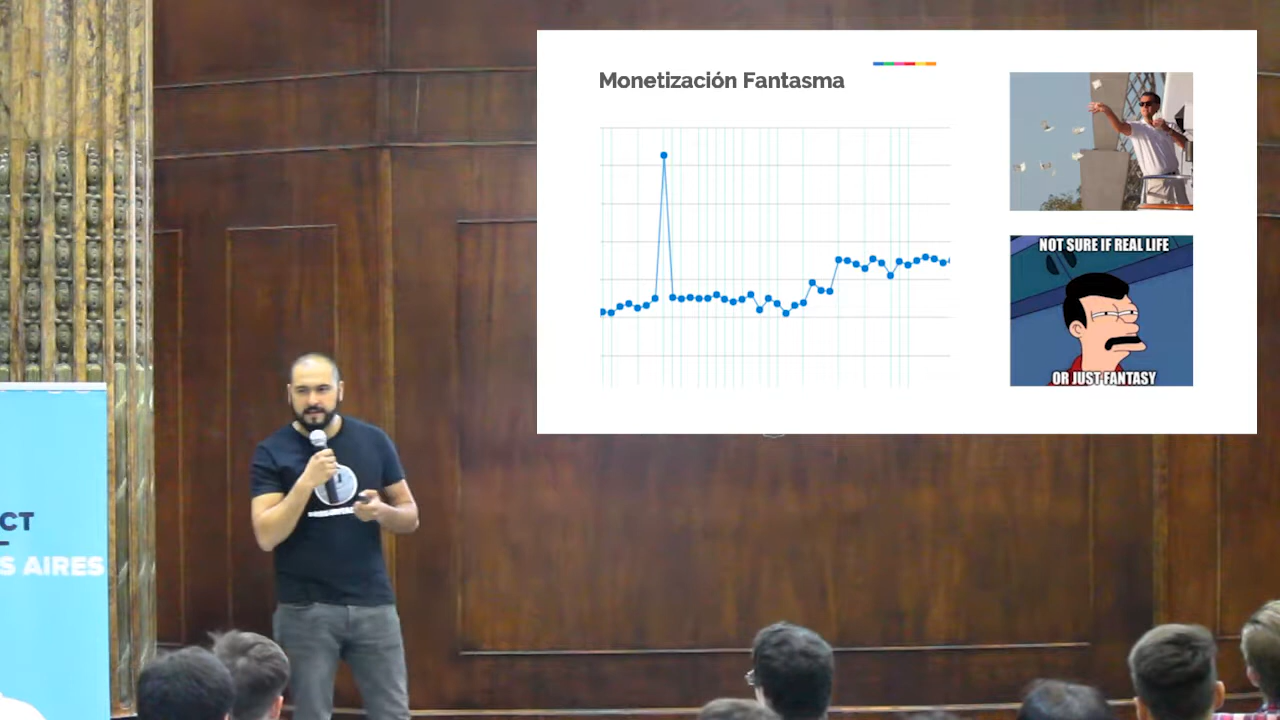 Monetización Fantasma
NOT SURE IF REAL LIFE
OR JUST FANTASY
CT
S AIRES